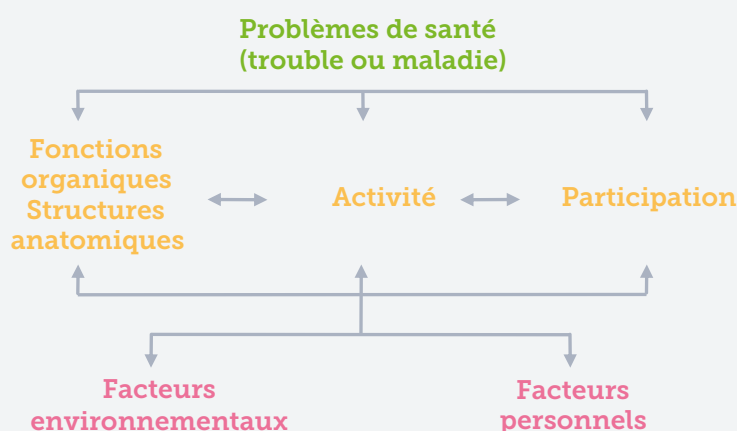 Problèmes de santé
(trouble ou maladie)
Fonctions
organiques
Structures
anatomiques
Activité
Participation
Facteurs
environnementaux
Facteurs
personnels